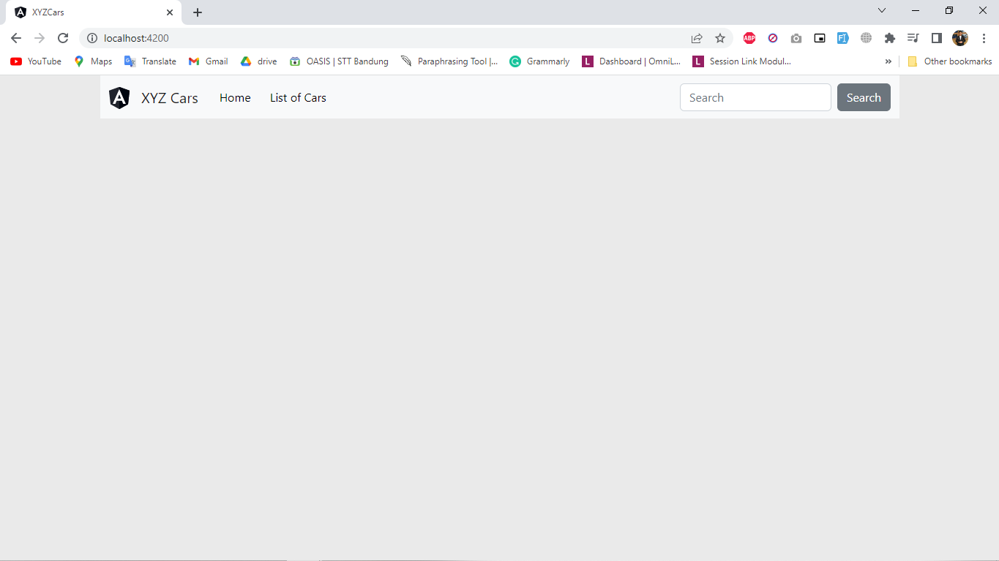 XYZCars
localhost:4200
ABP
YouTube Maps Translate Gmail drive OASIS | STT Bandung Paraphrasing Tool |... Grammarly L Dashboard | OmniL... L Session Link Modul... » Other bookmarks
XYZ Cars Home List of Cars Search Search